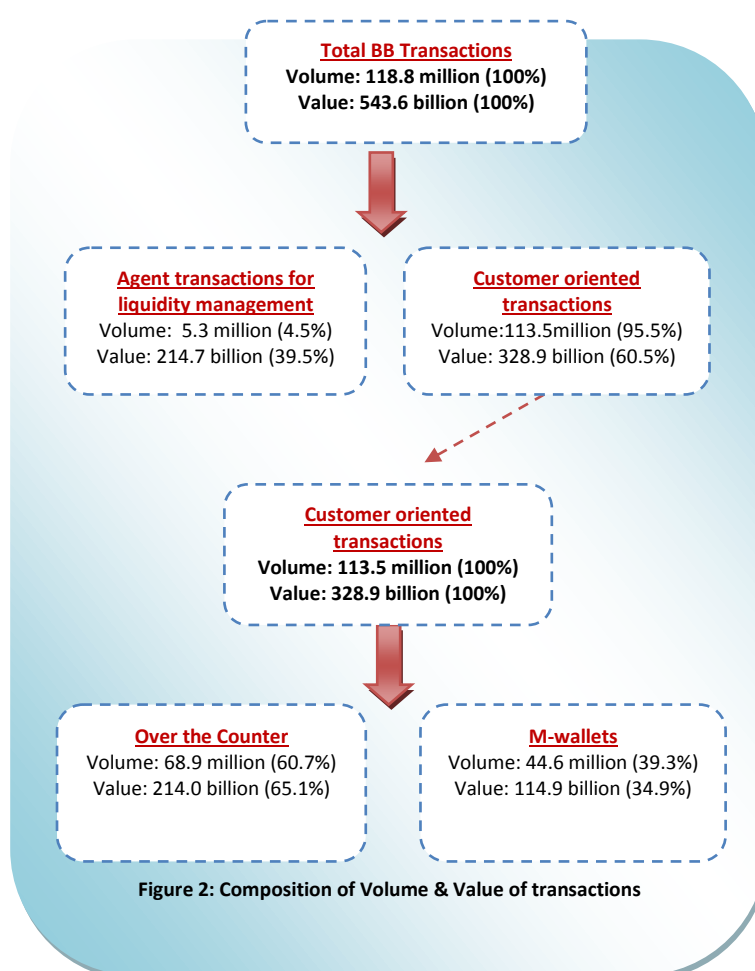 Total BB Transactions
Volume: 118.8 million (100%)
Value: 543.6 billion (100%)
Agent transactions for
liquidity management
Volume: 5.3 million (4.5%)
Value: 214.7 billion (39.5%)
Customer oriented
transactions
Volume:113.5million (95.5%)
Value: 328.9 billion (60.5%)
Customer oriented
transactions
Volume: 113.5 million (100%)
Value: 328.9 billion (100%)
Over the Counter
Volume: 68.9 million (60.7%)
Value: 214.0 billion (65.1%)
M-wallets
Volume: 44.6 million (39.3%)
Value: 114.9 billion (34.9%)
Figure 2: Composition of Volume & Value of transactions